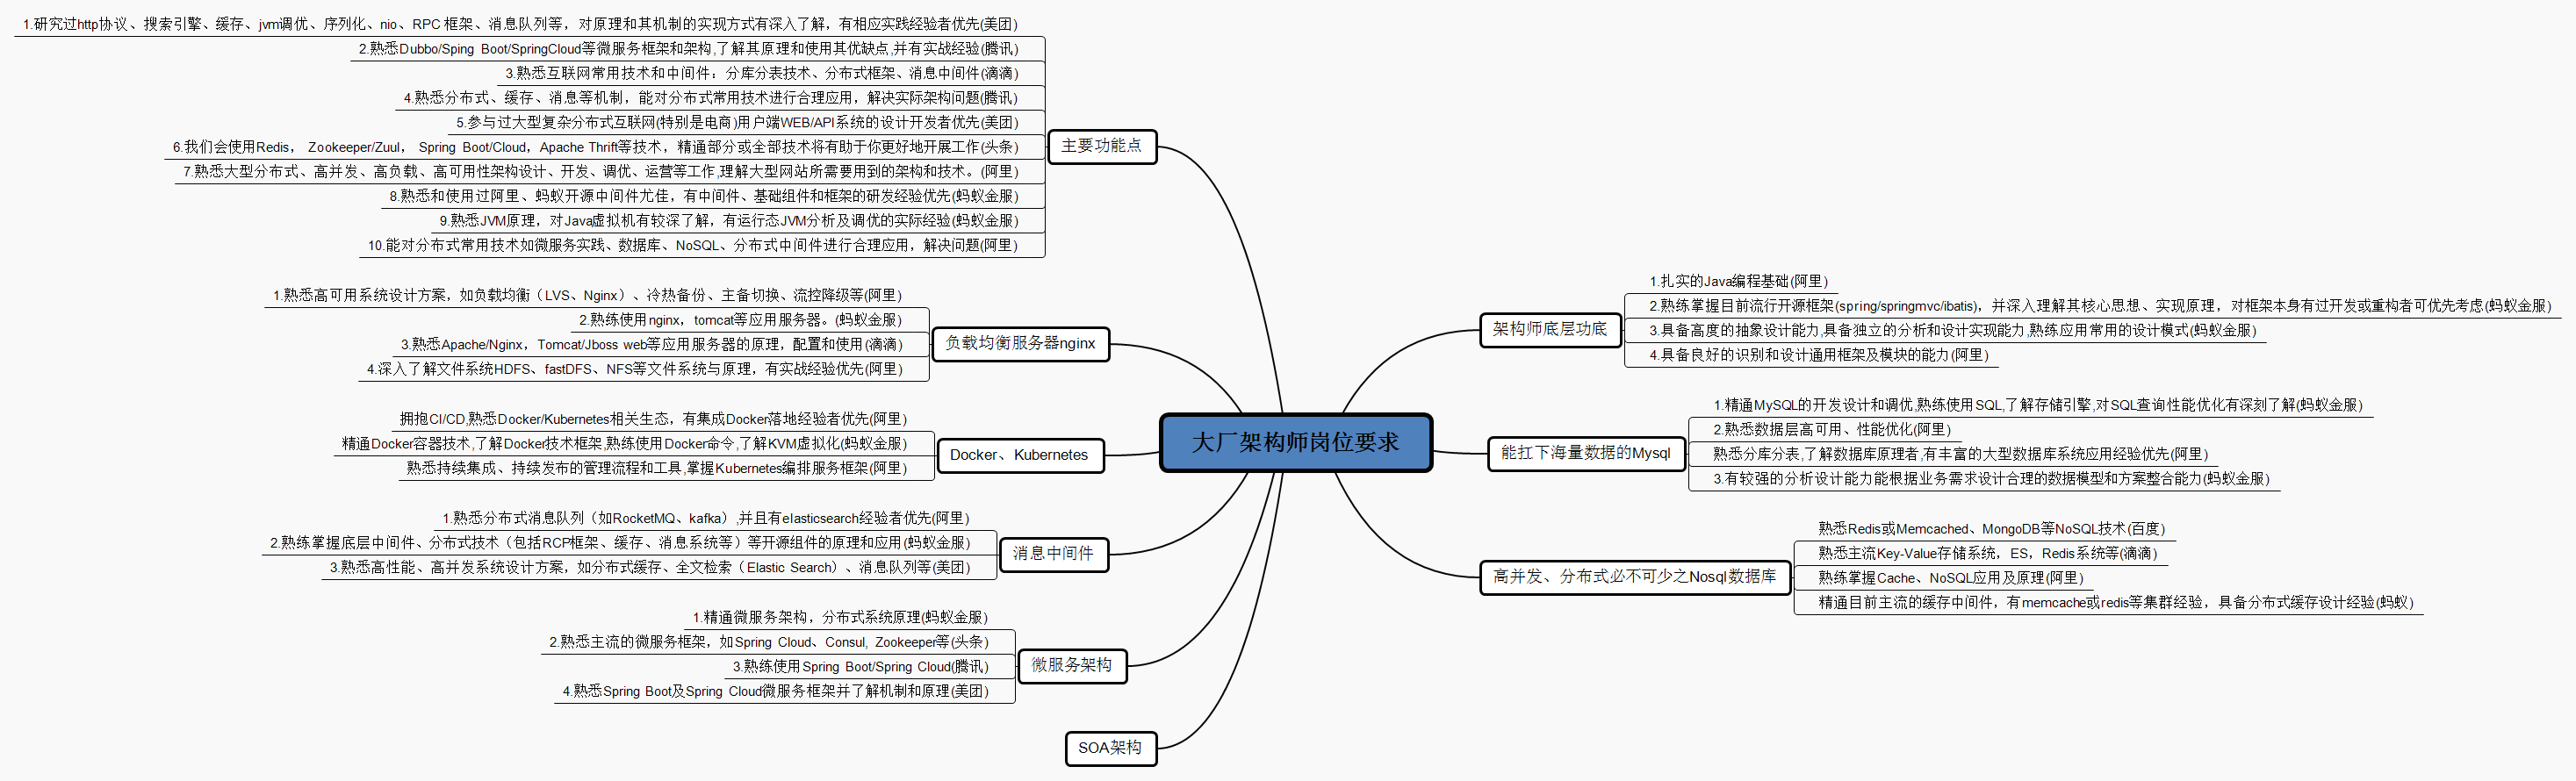 大厂架构师岗位要求
主要功能点
1.研究过http协议、搜索引擎、缓存、jvm调优、序列化、nio、RPC 框架、消息队列等，对原理和其机制的实现方式有深入了解，有相应实践经验者优先(美团)
2.熟悉Dubbo/Sping Boot/SpringCloud等微服务框架和架构,了解其原理和使用其优缺点,并有实战经验(腾讯)
3.熟悉互联网常用技术和中间件：分库分表技术、分布式框架、消息中间件(滴滴)
4.熟悉分布式、缓存、消息等机制，能对分布式常用技术进行合理应用，解决实际架构问题(腾讯)
5.参与过大型复杂分布式互联网(特别是电商)用户端WEB/API系统的设计开发者优先(美团)
6.我们会使用Redis， Zookeeper/Zuul， Spring Boot/Cloud，Apache Thrift等技术，精通部分或全部技术将有助于你更好地开展工作(头条)
7.熟悉大型分布式、高并发、高负载、高可用性架构设计、开发、调优、运营等工作,理解大型网站所需要用到的架构和技术。(阿里)
8.熟悉和使用过阿里、蚂蚁开源中间件尤佳，有中间件、基础组件和框架的研发经验优先(蚂蚁金服)
9.熟悉JVM原理，对Java虚拟机有较深了解，有运行态JVM分析及调优的实际经验(蚂蚁金服)
10.能对分布式常用技术如微服务实践、数据库、NoSQL、分布式中间件进行合理应用，解决问题(阿里)
负载均衡服务器nginx
1.熟悉高可用系统设计方案，如负载均衡（LVS、Nginx）、冷热备份、主备切换、流控降级等(阿里)
2.熟练使用nginx，tomcat等应用服务器。(蚂蚁金服)
3.熟悉Apache/Nginx，Tomcat/Jboss web等应用服务器的原理，配置和使用(滴滴)
4.深入了解文件系统HDFS、fastDFS、NFS等文件系统与原理，有实战经验优先(阿里)
Docker、Kubernetes
拥抱CI/CD,熟悉Docker/Kubernetes相关生态，有集成Docker落地经验者优先(阿里)
精通Docker容器技术,了解Docker技术框架,熟练使用Docker命令,了解KVM虚拟化(蚂蚁金服)
熟悉持续集成、持续发布的管理流程和工具,掌握Kubernetes编排服务框架(阿里)
消息中间件
1.熟悉分布式消息队列（如RocketMQ、kafka）,并且有elasticsearch经验者优先(阿里)
2.熟练掌握底层中间件、分布式技术（包括RCP框架、缓存、消息系统等）等开源组件的原理和应用(蚂蚁金服)
3.熟悉高性能、高并发系统设计方案，如分布式缓存、全文检索（Elastic Search）、消息队列等(美团)
微服务架构
1.精通微服务架构，分布式系统原理(蚂蚁金服)
2.熟悉主流的微服务框架，如Spring Cloud、Consul, Zookeeper等(头条)
3.熟练使用Spring Boot/Spring Cloud(腾讯)
4.熟悉Spring Boot及Spring Cloud微服务框架并了解机制和原理(美团)
SOA架构
架构师底层功底
1.扎实的Java编程基础(阿里)
2.熟练掌握目前流行开源框架(spring/springmvc/ibatis)，并深入理解其核心思想、实现原理，对框架本身有过开发或重构者可优先考虑(蚂蚁金服)
3.具备高度的抽象设计能力,具备独立的分析和设计实现能力,熟练应用常用的设计模式(蚂蚁金服)
4.具备良好的识别和设计通用框架及模块的能力(阿里)
能扛下海量数据的Mysql
1.精通MySQL的开发设计和调优,熟练使用SQL,了解存储引擎,对SQL查询性能优化有深刻了解(蚂蚁金服)
2.熟悉数据层高可用、性能优化(阿里)
熟悉分库分表,了解数据库原理者,有丰富的大型数据库系统应用经验优先(阿里)
3.有较强的分析设计能力能根据业务需求设计合理的数据模型和方案整合能力(蚂蚁金服)
高并发、分布式必不可少之Nosql数据库
熟悉Redis或Memcached、MongoDB等NoSQL技术(百度)
熟悉主流Key-Value存储系统，ES，Redis系统等(滴滴)
熟练掌握Cache、NoSQL应用及原理(阿里)
精通目前主流的缓存中间件，有memcache或redis等集群经验，具备分布式缓存设计经验(蚂蚁)